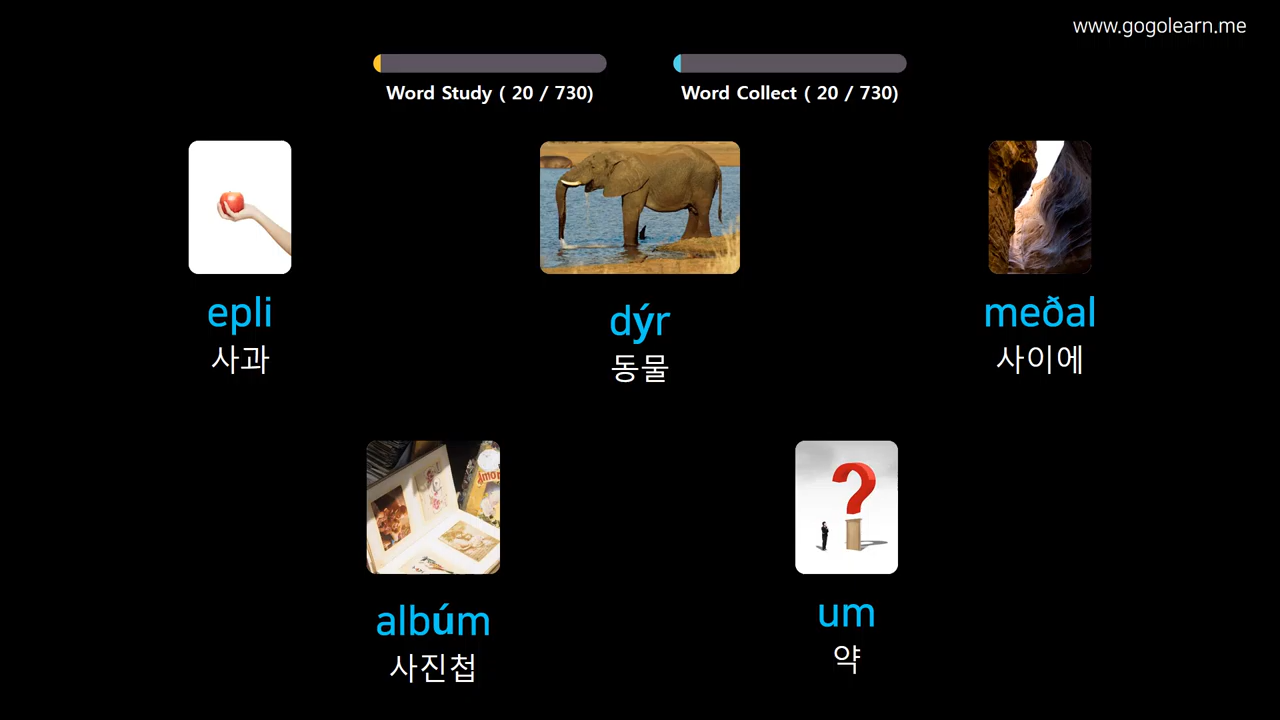 www.gogolearn.me
Word Study ( 20 / 730)
Word Collect ( 20 / 730)
epli
사과
dýr
동물
meðal
사이에
albúm
사진첩
um
약